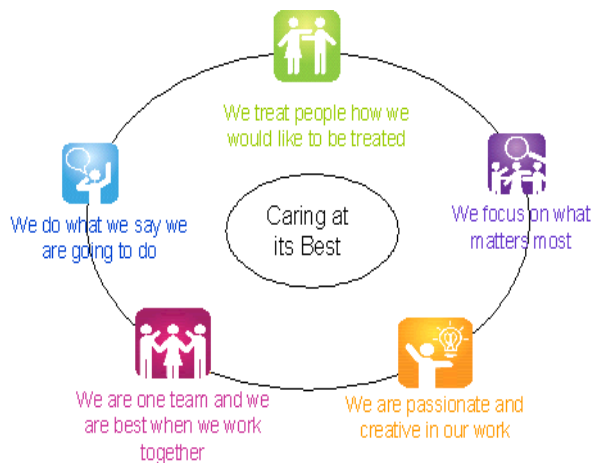 We treat people how we
would like to be treated
We do what we say we
are going to do
Caring at
its Best
We focus on what
matters most
We are one team and we
are best when we work
together
We are passionate and
creative in our work